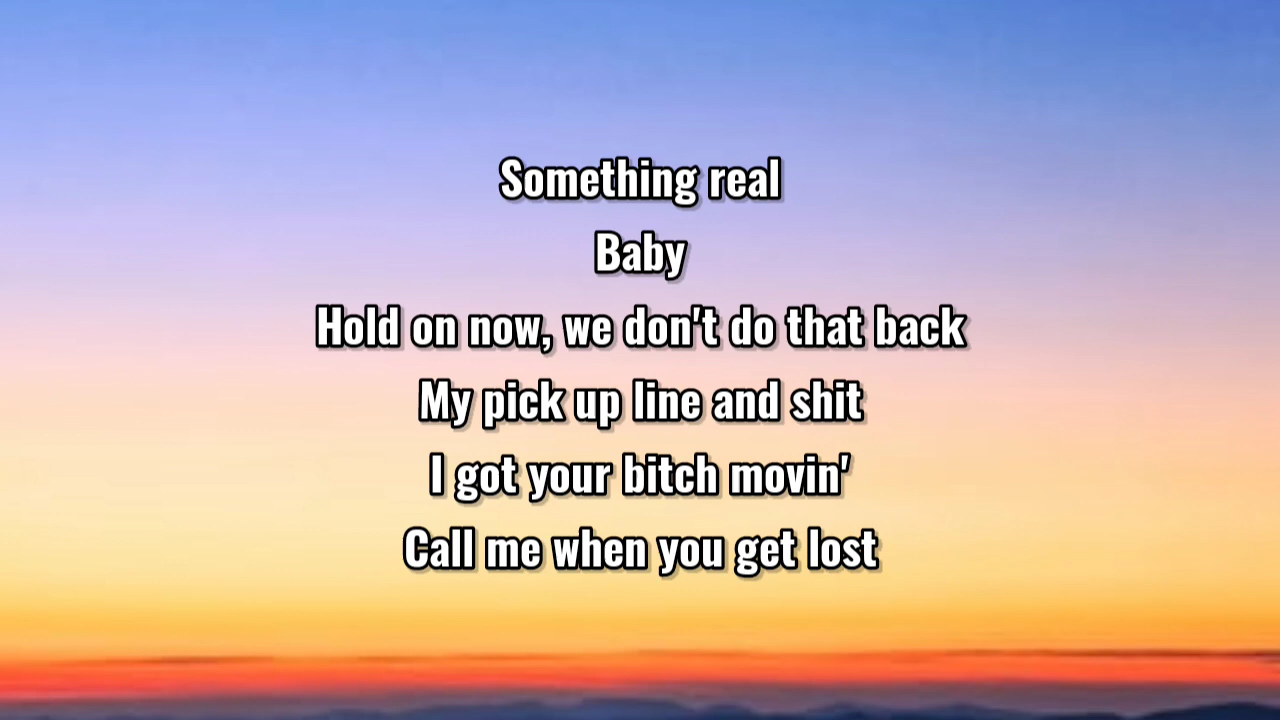 Something real
Baby
Hold on now, we don't do that back
My pick up line and shit
I got your bitch movin'
Call me when you get lost